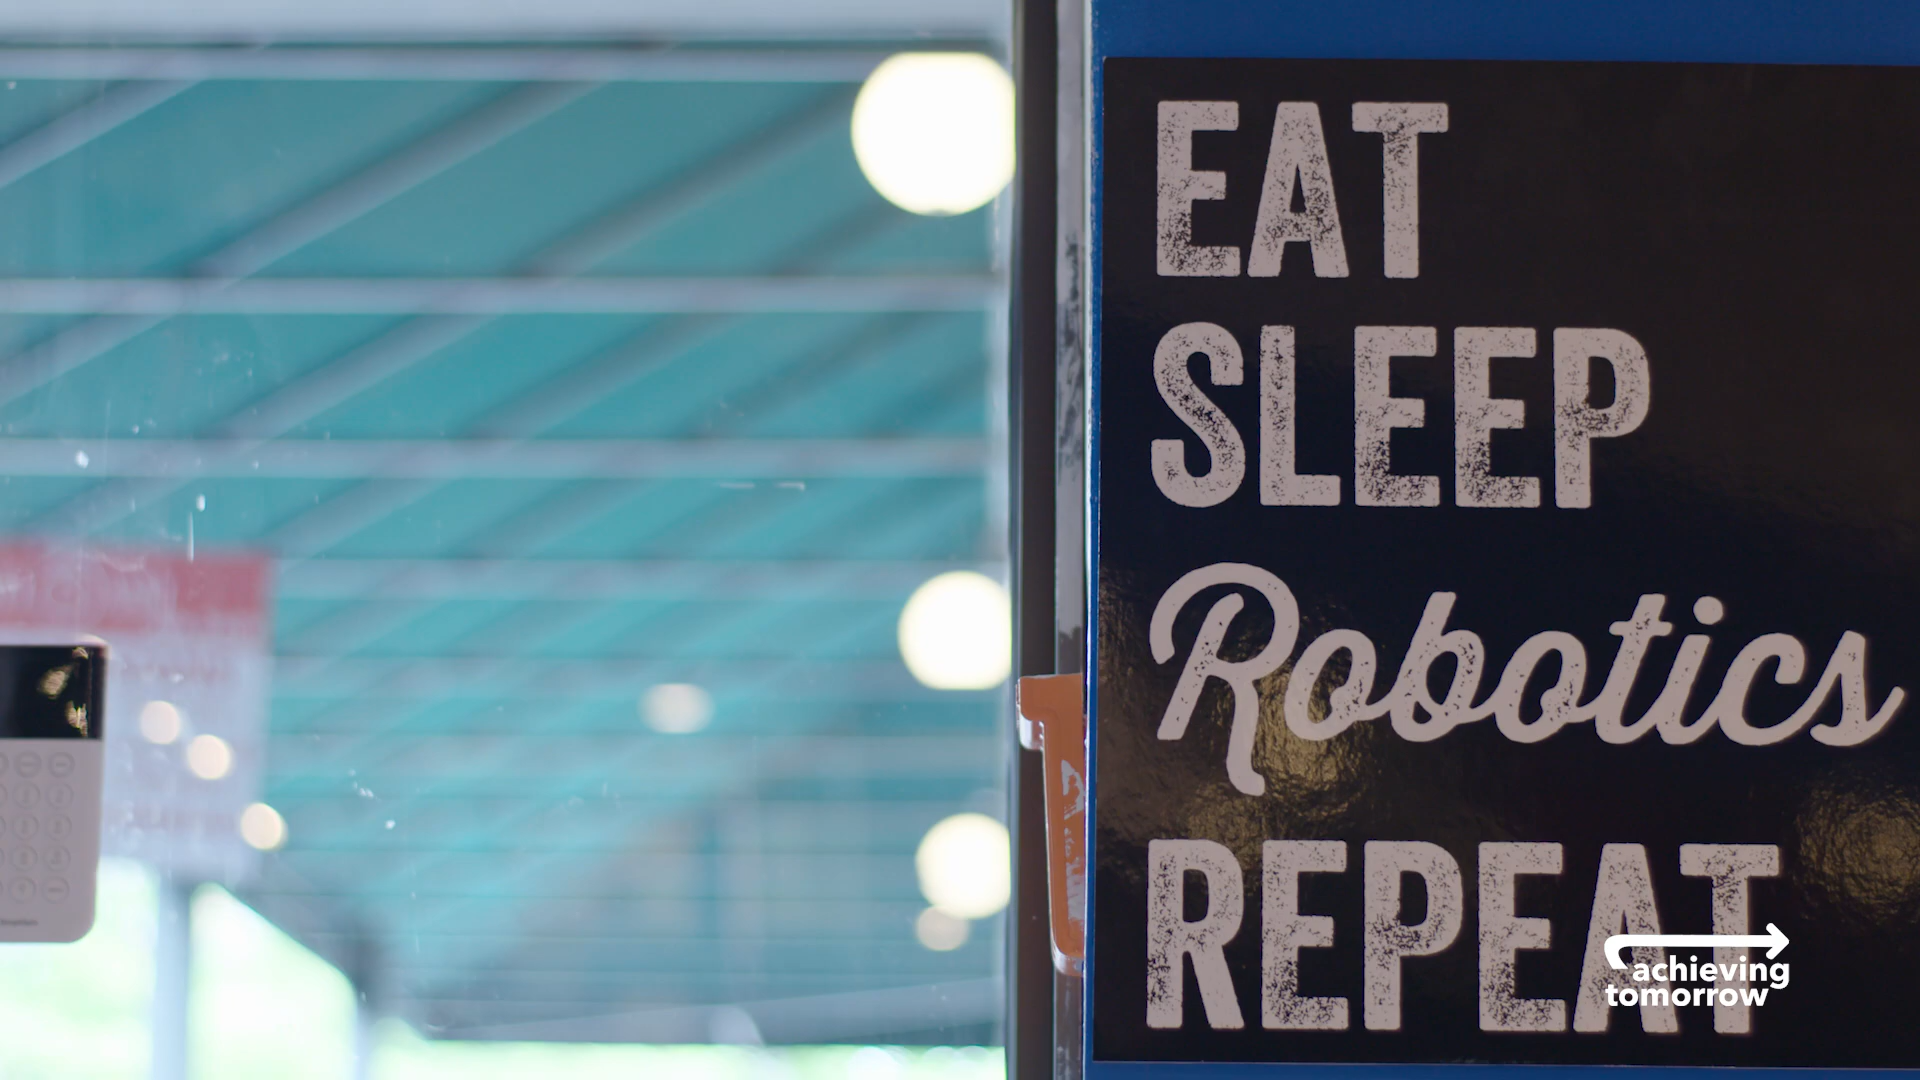 EAT
SLEEP
Robotics
REPEAT
achieving
tomorrow